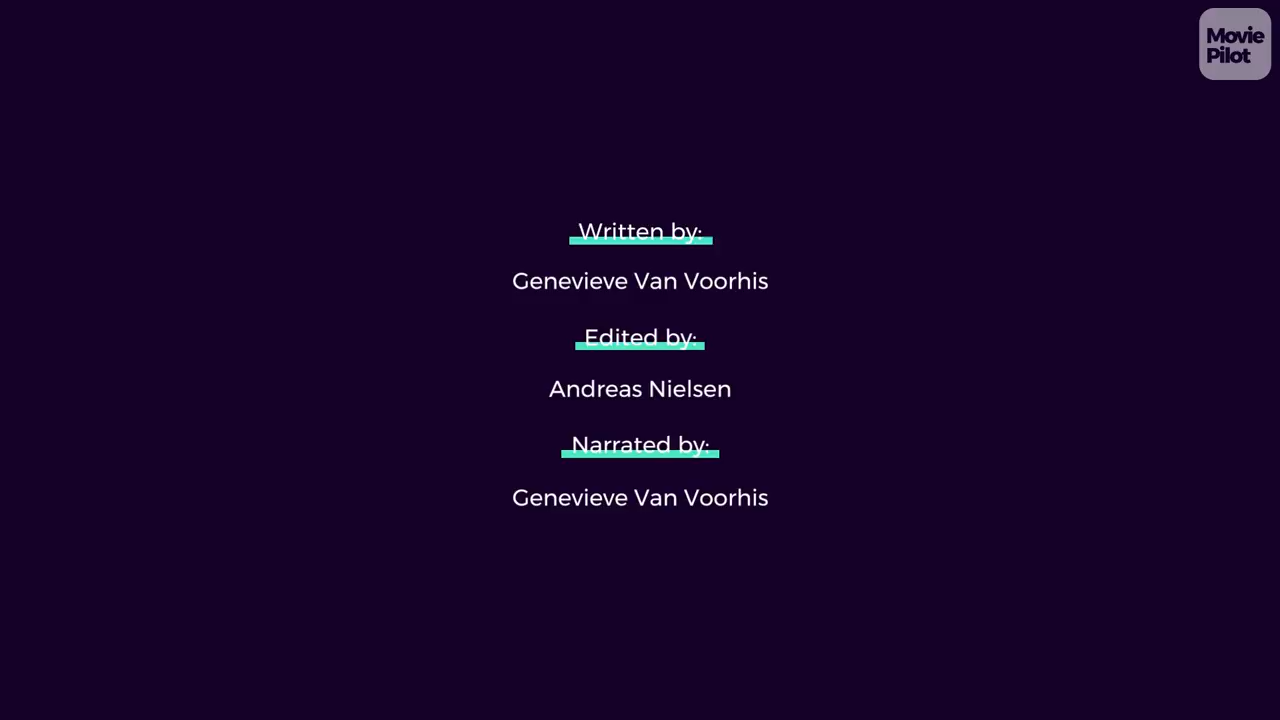 Movie
Pilot
Written by:
Genevieve Van Voorhis
Edited by:
Andreas Nielsen
Narrated by:
Genevieve Van Voorhis